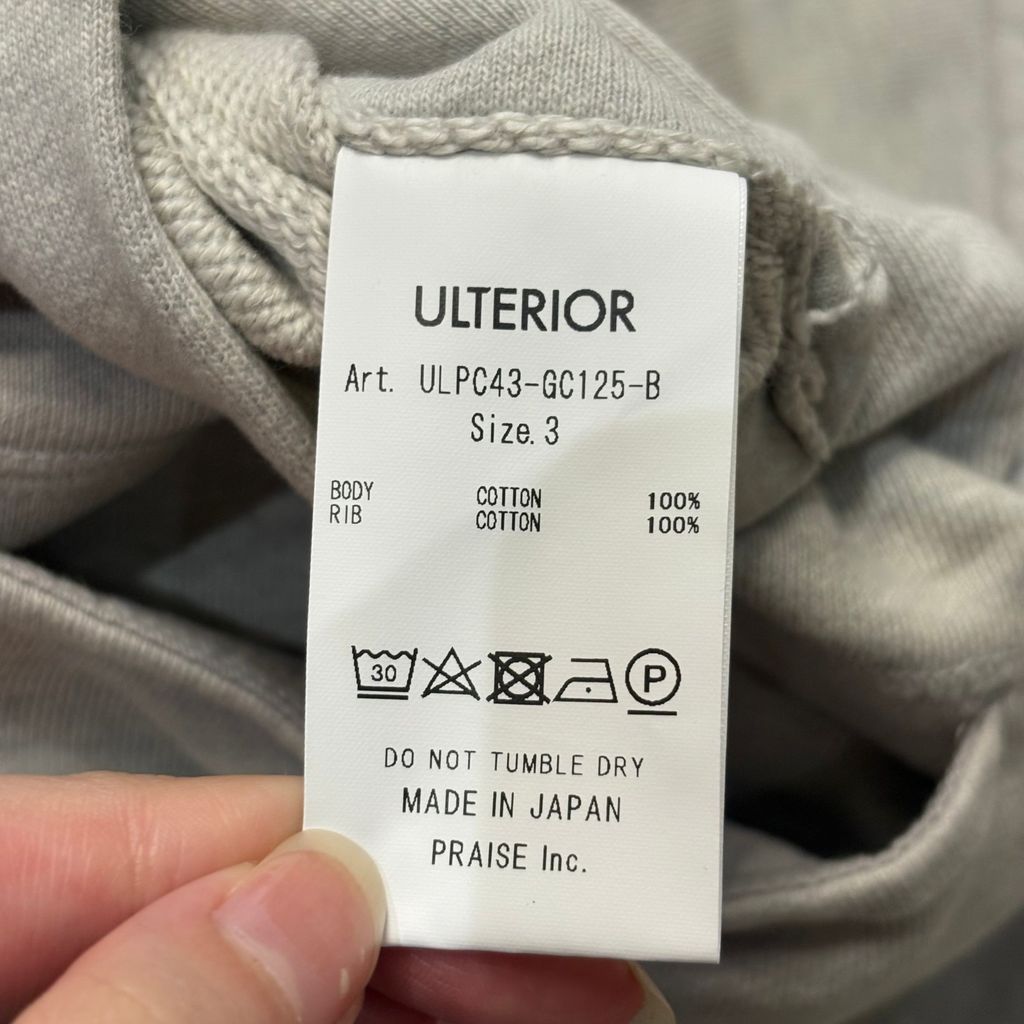 ULTERIOR
Art. ULPC43-GC125-B
Size. 3
BODY COTTON 100%
RIB COTTON 100%
30 P
DO NOT TUMBLE DRY
MADE IN JAPAN
PRAISE Inc.